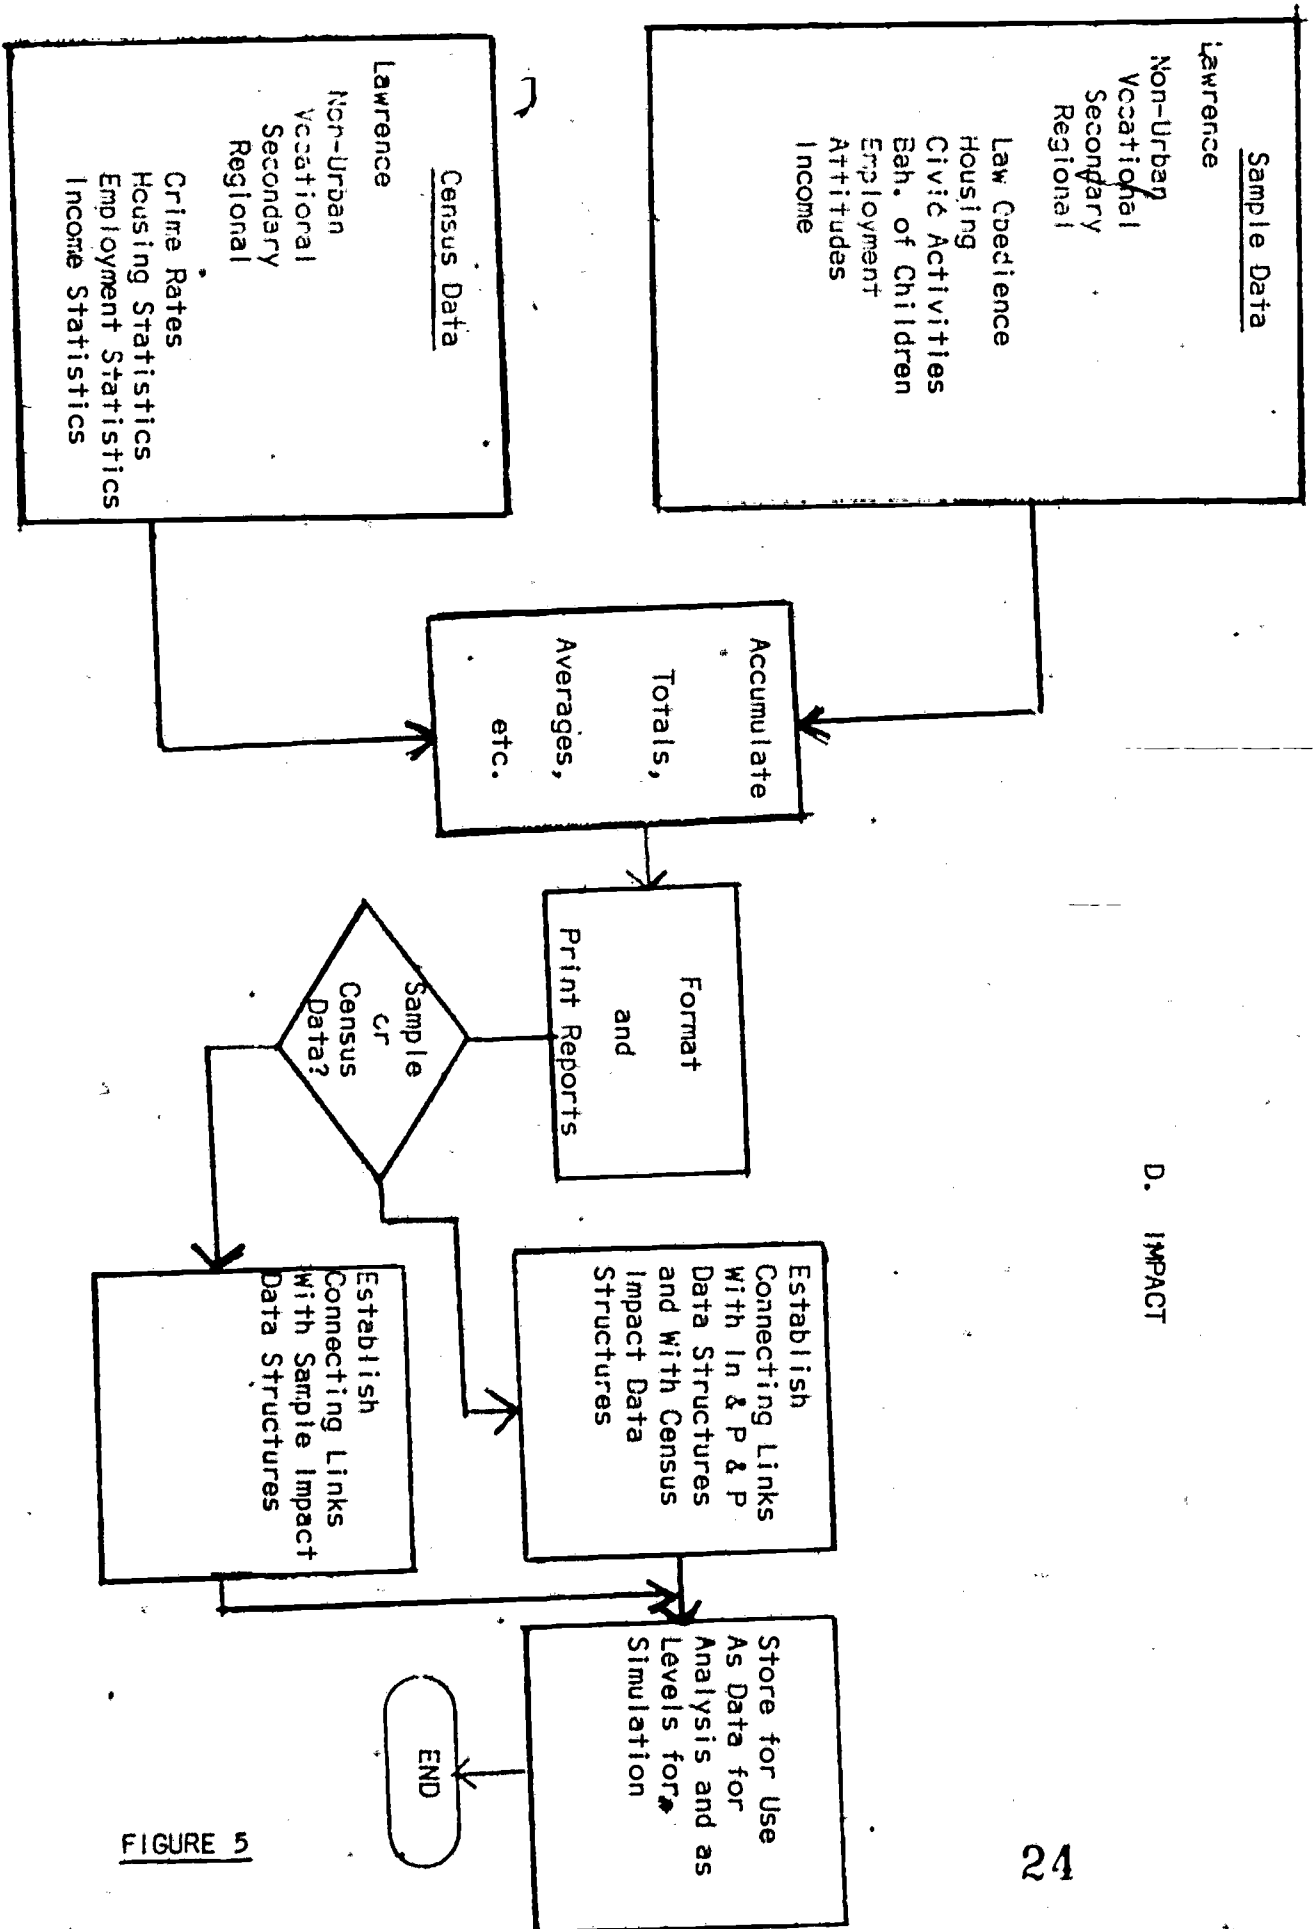 D. IMPACT
Sample Data
Lawrence
Non-Urban
Vocational
Secondary
Regional
Law Obedience
Housing
Civic Activities
Bah. of Children
Employment
Attitudes
Income
Census Data
Lawrence
Non-Urban
Vocational
Secondary
Regional
Crime Rates
Housing Statistics
Employment Statistics
Income Statistics
Accumulate
Totals,
Averages,
etc.
Format
and
Print Reports
Sample
or
Census
Data?
Establish
Connecting Links
With In & P & P
Data Structures
and With Census
Impact Data
Structures
Establish
Connecting Links
With Sample Impact
Data Structures
Store for Use
As Data for
Analysis and as
Levels for
Simulation
END
FIGURE 5
24